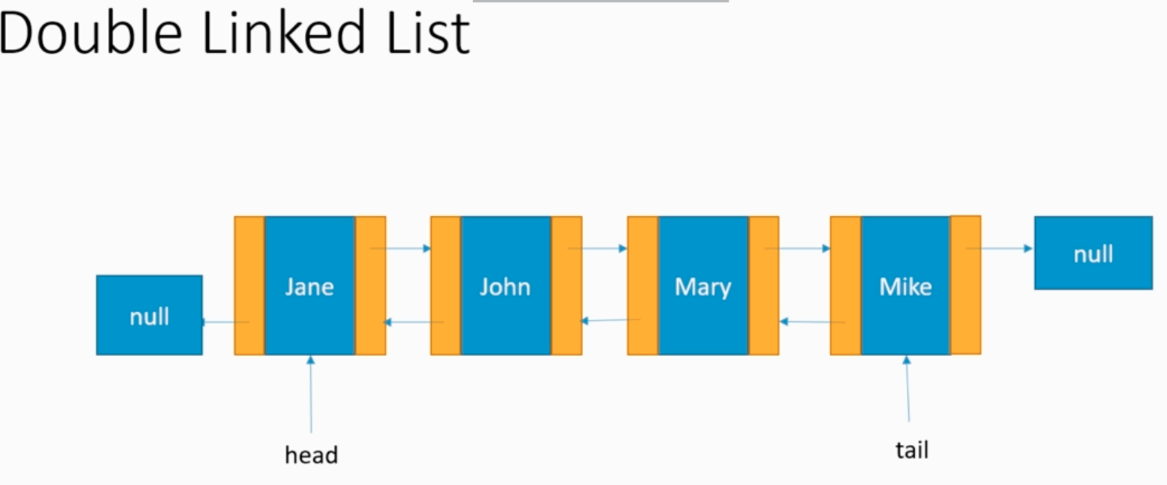 Double Linked List
null
Jane
John
Mary
Mike
null
head
tail